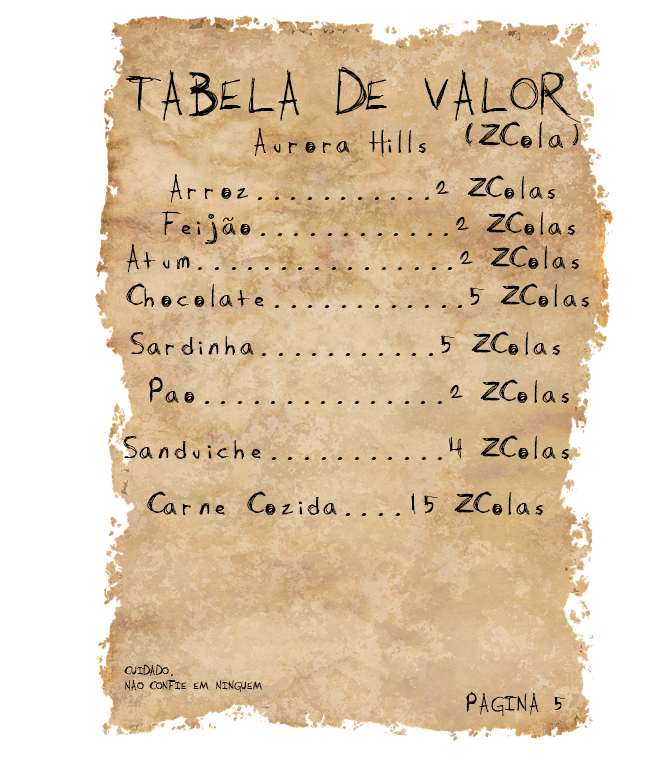 TABELA DE VALOR
Aurora Hills (ZCola)
Arroz...........2 ZColas
Feijão............2 ZColas
Atum................2 ZColas
Chocolate............5 ZColas
Sardinha...........5 ZColas
Pao...............2 ZColas
Sanduiche...........4 ZColas
Carne Cozida....15 ZColas
CUIDADO,
NÃO CONFIE EM NINGUEM
PAGINA 5